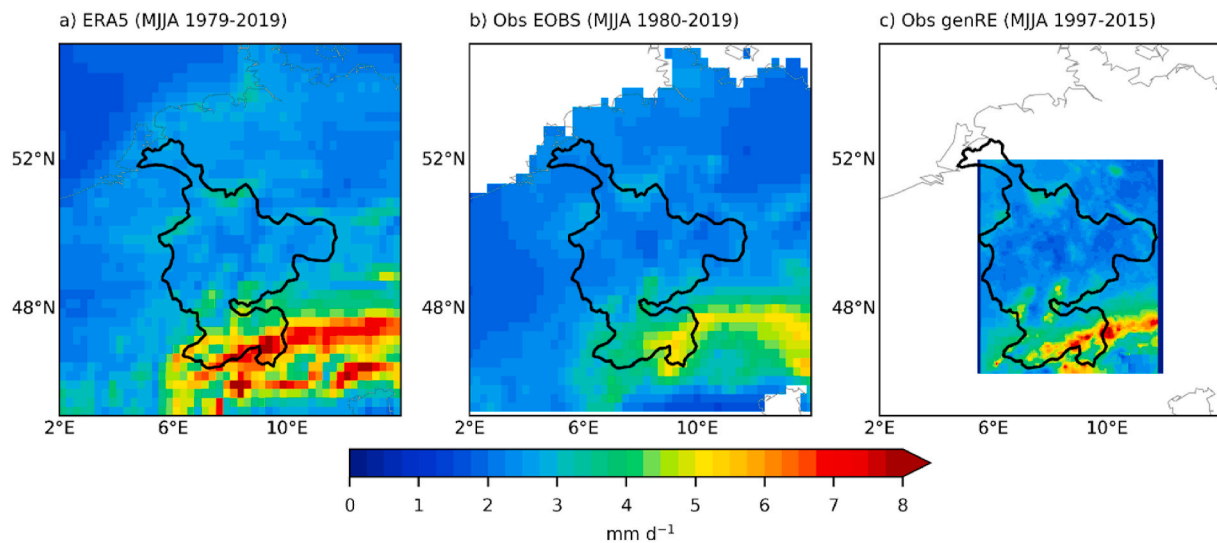 a) ERA5 (MJJA 1979-2019) b) Obs EOBS (MJJA 1980-2019) c) Obs genRE (MJJA 1997-2015)
52°N 52°N 52°N
48°N 48°N 48°N
2°E 6°E 10°E 2°E 6°E 10°E 2°E 6°E 10°E
0 1 2 3 4 5 6 7 8
mm d⁻¹